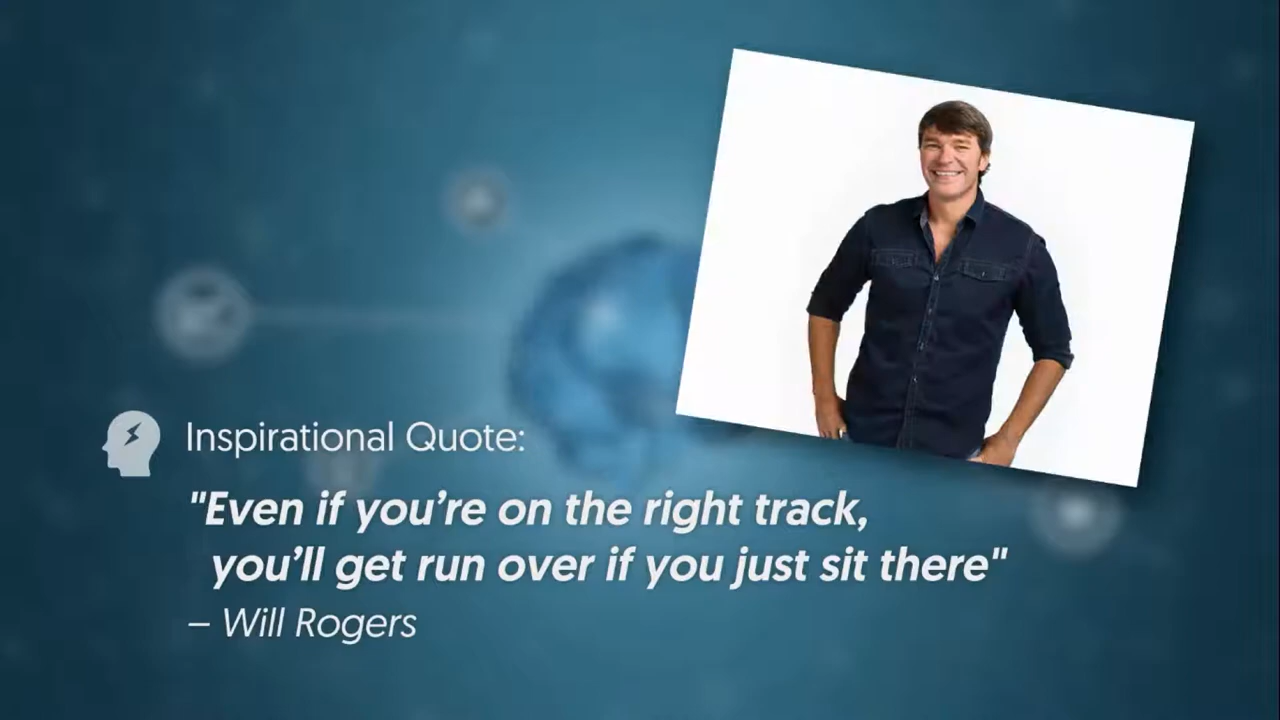 Inspirational Quote:
"Even if you’re on the right track,
you’ll get run over if you just sit there"
– Will Rogers